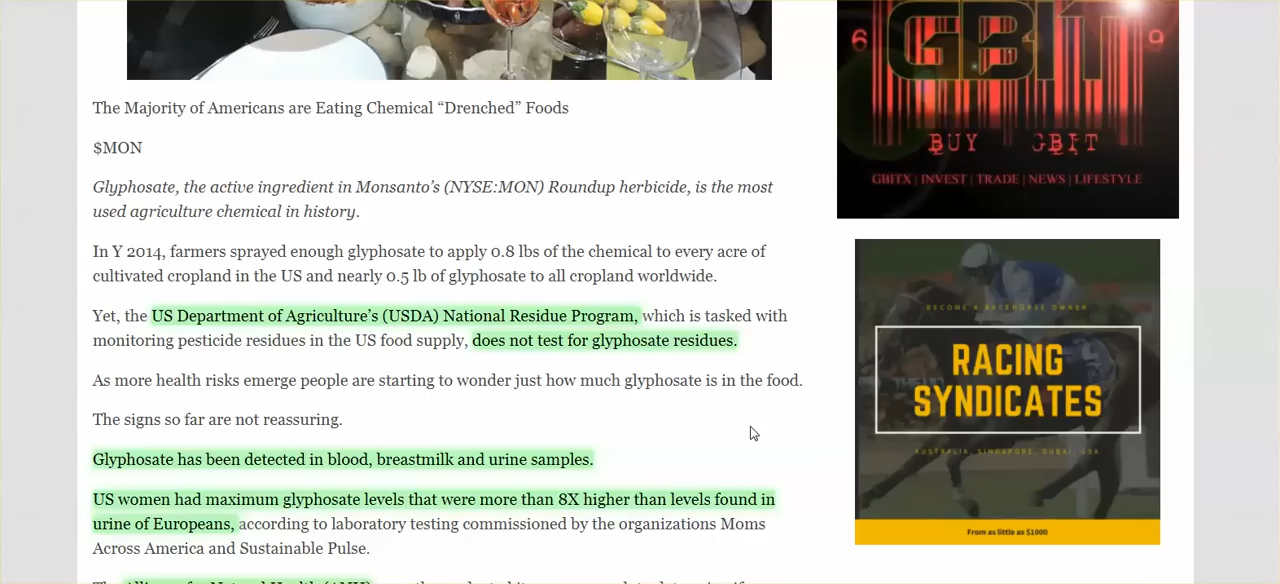 The Majority of Americans are Eating Chemical “Drenched” Foods
$MON
Glyphosate, the active ingredient in Monsanto’s (NYSE:MON) Roundup herbicide, is the most
used agriculture chemical in history.
In Y 2014, farmers sprayed enough glyphosate to apply 0.8 lbs of the chemical to every acre of
cultivated cropland in the US and nearly 0.5 lb of glyphosate to all cropland worldwide.
Yet, the US Department of Agriculture’s (USDA) National Residue Program, which is tasked with
monitoring pesticide residues in the US food supply, does not test for glyphosate residues.
As more health risks emerge people are starting to wonder just how much glyphosate is in the food.
The signs so far are not reassuring.
Glyphosate has been detected in blood, breastmilk and urine samples.
US women had maximum glyphosate levels that were more than 8X higher than levels found in
urine of Europeans, according to laboratory testing commissioned by the organizations Moms
Across America and Sustainable Pulse.
6 GBIT 9
BUY GBIT
GBITX | INVEST | TRADE | NEWS | LIFESTYLE
BECOME A RACEHORSE OWNER
RACING
SYNDICATES
AUSTRALIA, SINGAPORE, DUBAI, USA
From as little as $1000